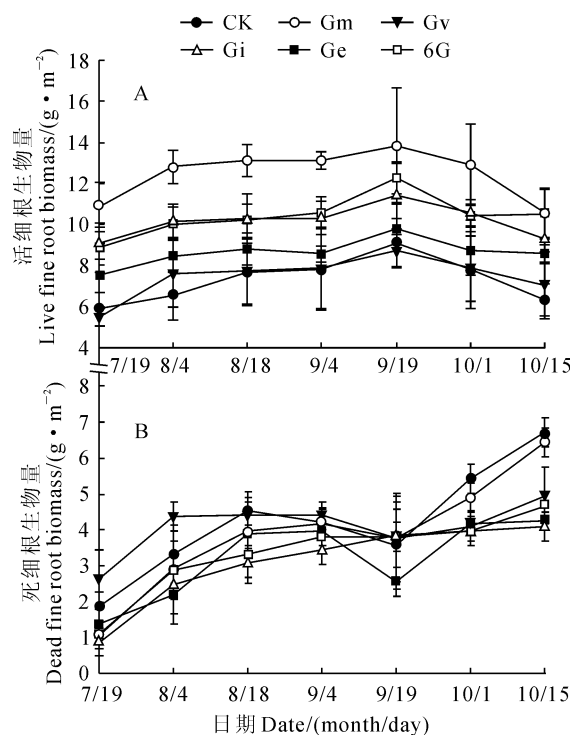 CK Gm Gv
Gi Ge 6G
A
18
16
14
12
10
8
6
4
活细根生物量
Live fine root biomass/(g·m⁻²)
7/19 8/4 8/18 9/4 9/19 10/1 10/15
B
7
6
5
4
3
2
1
0
死细根生物量
Dead fine root biomass/(g·m⁻²)
7/19 8/4 8/18 9/4 9/19 10/1 10/15
日期 Date/(month/day)